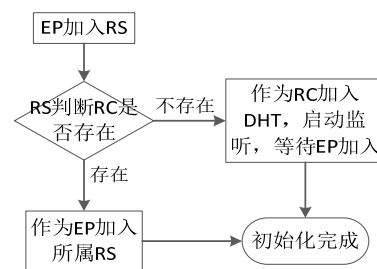 EP加入RS
RS判断RC是
否存在
不存在
作为RC加入
DHT，启动监
听，等待EP加入
存在
作为EP加入
所属RS
初始化完成